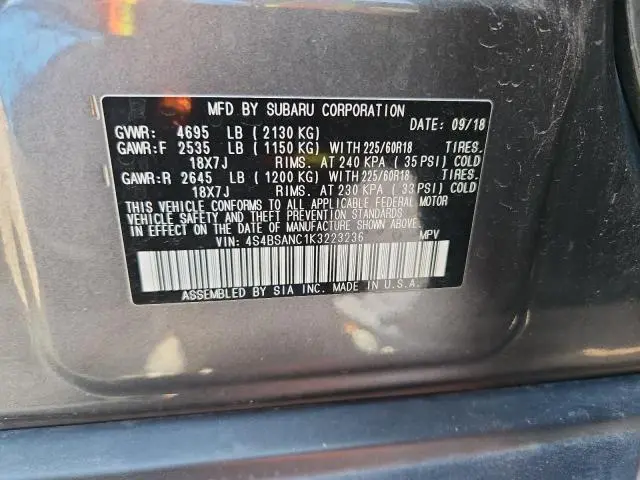 MFD BY SUBARU CORPORATION
GVWR: 4695 LB ( 2130 KG) DATE: 09/18
GAWR:F 2535 LB ( 1150 KG) WITH 225/60R18 TIRES.
18X7J RIMS. AT 240 KPA ( 35 PSI) COLD
GAWR:R 2645 LB ( 1200 KG) WITH 225/60R18 TIRES.
18X7J RIMS. AT 230 KPA ( 33 PSI) COLD
THIS VEHICLE CONFORMS TO ALL APPLICABLE FEDERAL MOTOR
VEHICLE SAFETY AND THEFT PREVENTION STANDARDS
IN EFFECT ON THE DATE OF MANUFACTURE SHOWN ABOVE.
VIN: 4S4BSANC1K3223236 MPV
ASSEMBLED BY SIA INC. MADE IN U.S.A.